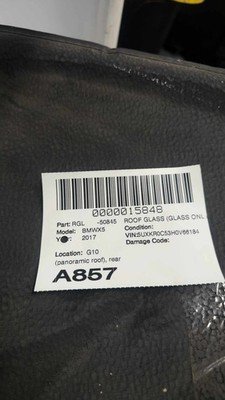 0000015848
Part: RGL -50845 ROOF GLASS (GLASS ONL
Model: BMWX5 Condition:
2017 VIN:5UXKR0C53H0V66184
Damage Code:
Location: G10
(panoramic roof), rear
A857